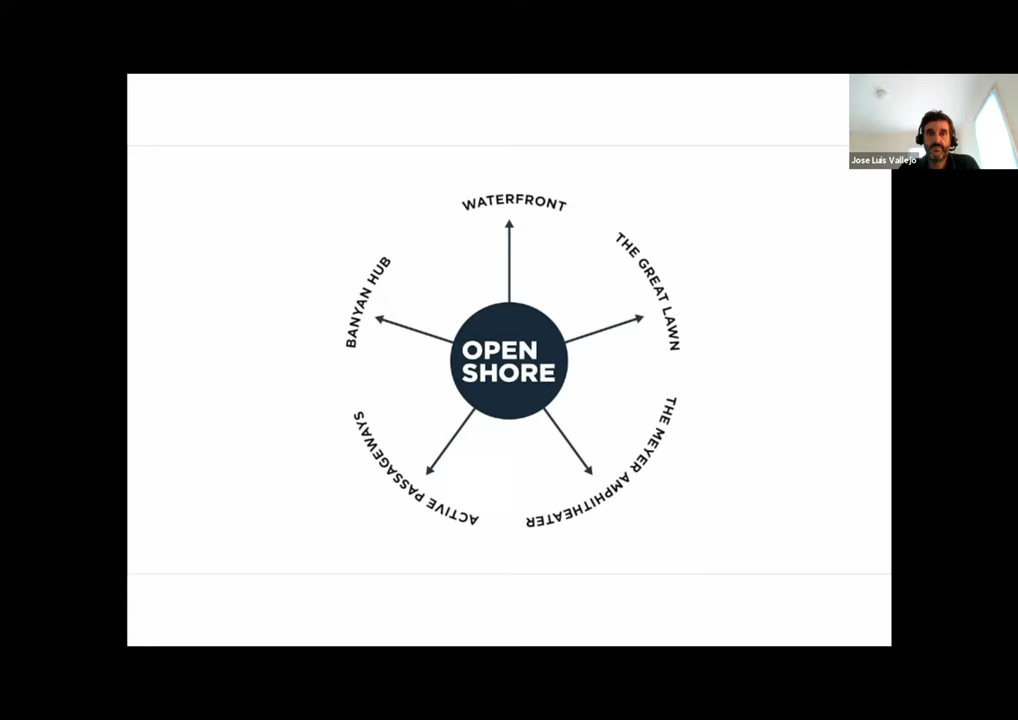 Jose Luis Vallejo
WATERFRONT
THE GREAT LAWN
THE MEYER AMPHITHEATER
ACTIVE PASSAGEWAYS
BANYAN HUB
OPEN
SHORE